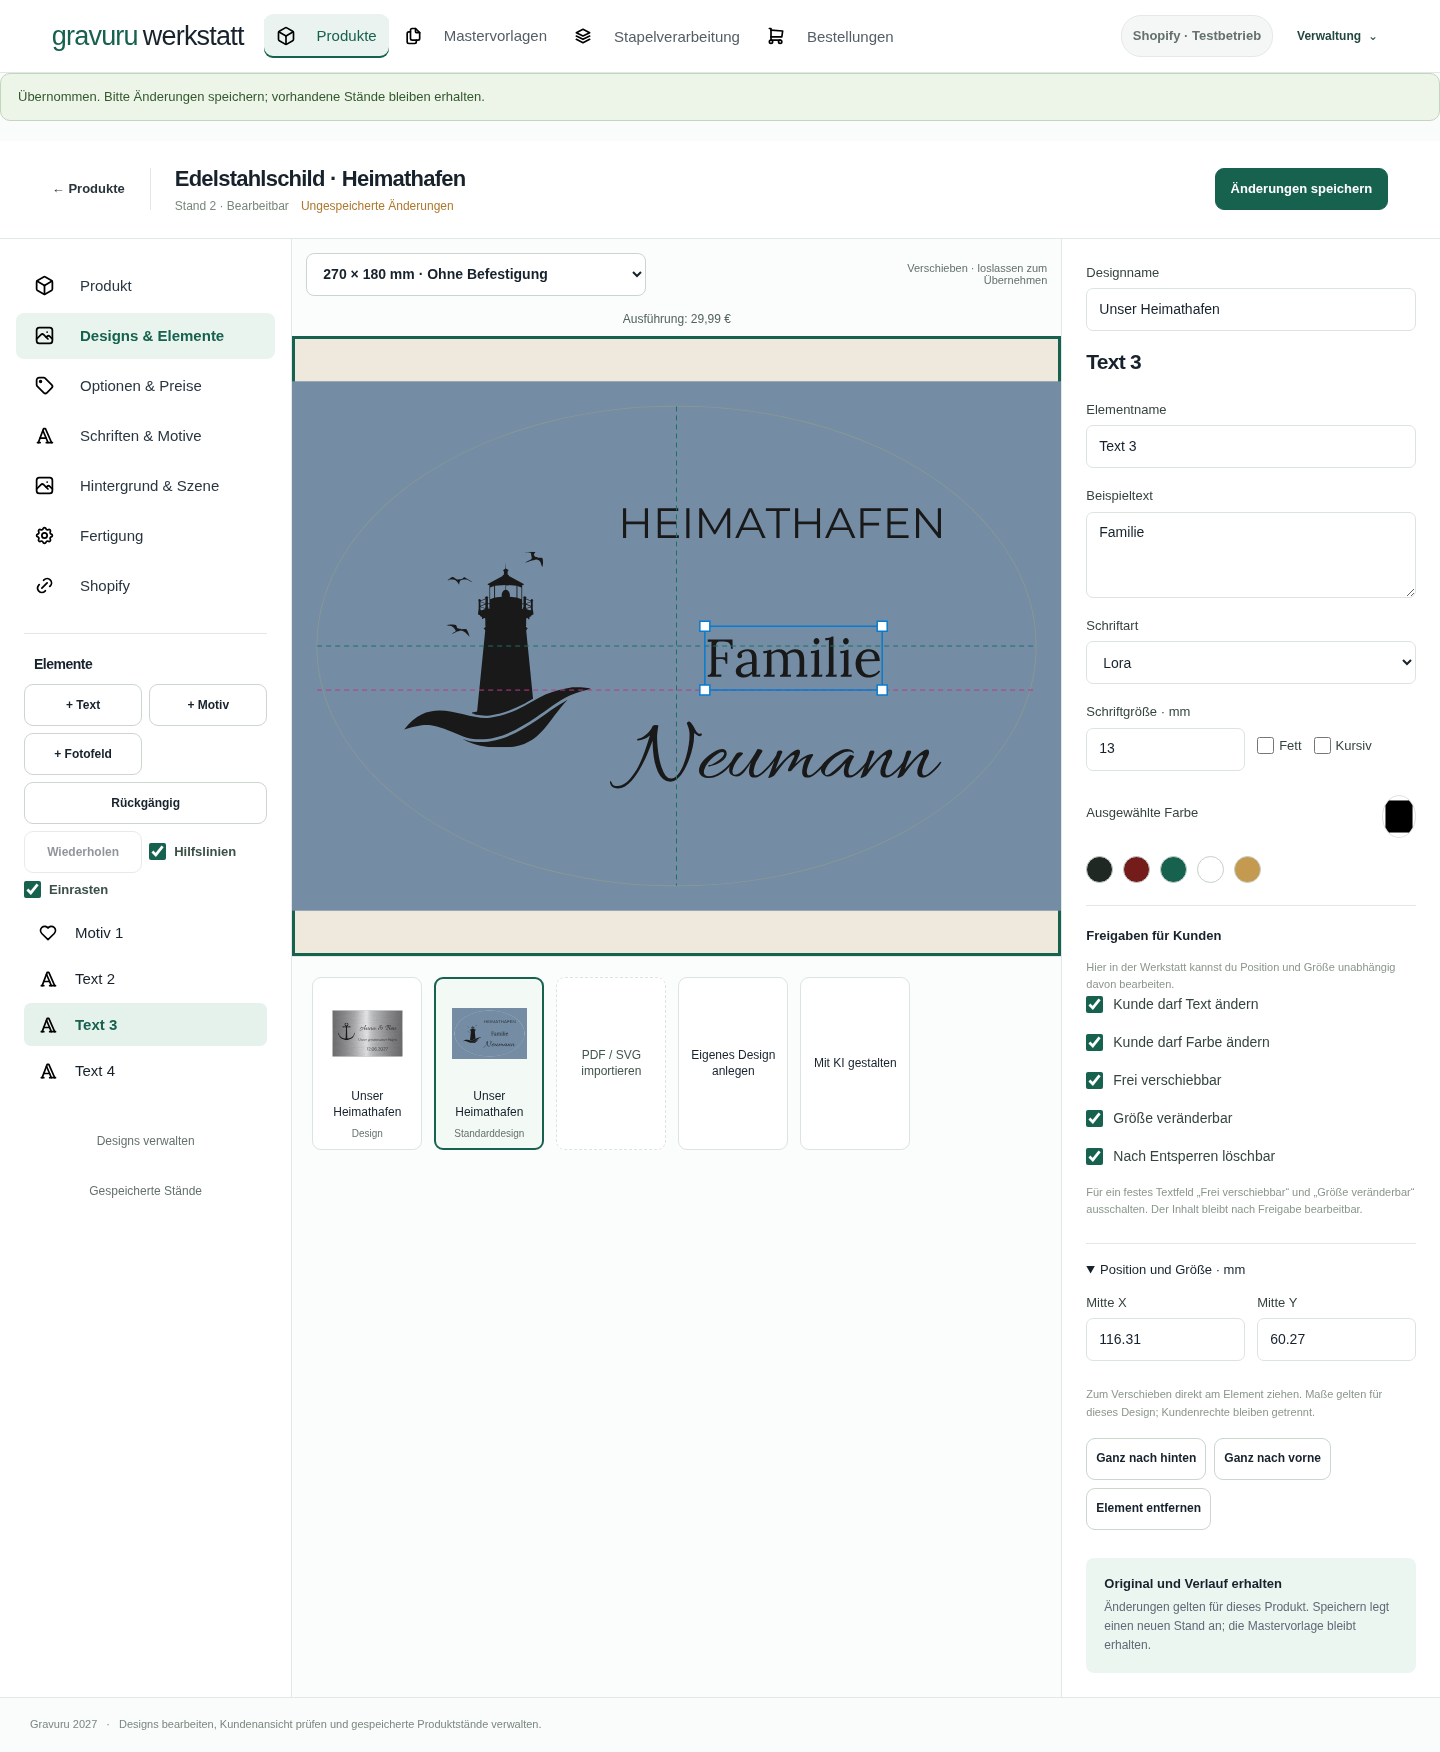 gravuru werkstatt
Produkte
Mastervorlagen
Stapelverarbeitung
Bestellungen
Shopify · Testbetrieb
Verwaltung
Übernommen. Bitte Änderungen speichern; vorhandene Stände bleiben erhalten.
← Produkte
Edelstahlschild · Heimathafen
Stand 2 · Bearbeitbar Ungespeicherte Änderungen
Änderungen speichern
Produkt
Designs & Elemente
Optionen & Preise
Schriften & Motive
Hintergrund & Szene
Fertigung
Shopify
Elemente
+ Text
+ Motiv
+ Fotofeld
Rückgängig
Wiederholen
Hilfslinien
Einrasten
Motiv 1
Text 2
Text 3
Text 4
Designs verwalten
Gespeicherte Stände
270 × 180 mm · Ohne Befestigung
Verschieben · loslassen zum
Übernehmen
Ausführung: 29,99 €
HEIMATHAFEN
Familie
Neumann
HEIMATHAFEN
Familie
Neumann
Unser
Heimathafen
Design
Unser
Heimathafen
Standarddesign
PDF / SVG
importieren
Eigenes Design
anlegen
Mit KI gestalten
Designname
Unser Heimathafen
Text 3
Elementname
Text 3
Beispieltext
Familie
Schriftart
Lora
Schriftgröße · mm
13
Fett
Kursiv
Ausgewählte Farbe
Freigaben für Kunden
Hier in der Werkstatt kannst du Position und Größe unabhängig
davon bearbeiten.
Kunde darf Text ändern
Kunde darf Farbe ändern
Frei verschiebbar
Größe veränderbar
Nach Entsperren löschbar
Für ein festes Textfeld „Frei verschiebbar“ und „Größe veränderbar“
ausschalten. Der Inhalt bleibt nach Freigabe bearbeitbar.
Position und Größe · mm
Mitte X
Mitte Y
116.31
60.27
Zum Verschieben direkt am Element ziehen. Maße gelten für
dieses Design; Kundenrechte bleiben getrennt.
Ganz nach hinten
Ganz nach vorne
Element entfernen
Original und Verlauf erhalten
Änderungen gelten für dieses Produkt. Speichern legt
einen neuen Stand an; die Mastervorlage bleibt
erhalten.
Gravuru 2027 · Designs bearbeiten, Kundenansicht prüfen und gespeicherte Produktstände verwalten.